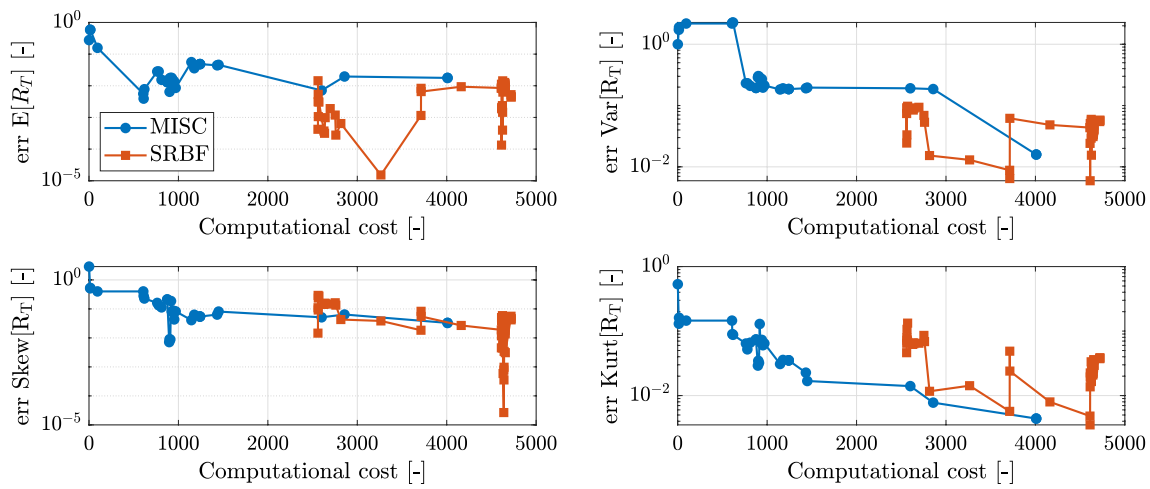 err E[R_T] [-]
10^0
10^-5
MISC
SRBF
0 1000 2000 3000 4000 5000
Computational cost [-]
err Var[R_T] [-]
10^0
10^-2
0 1000 2000 3000 4000 5000
Computational cost [-]
err Skew[R_T] [-]
10^0
10^-5
0 1000 2000 3000 4000 5000
Computational cost [-]
err Kurt[R_T] [-]
10^0
10^-2
0 1000 2000 3000 4000 5000
Computational cost [-]